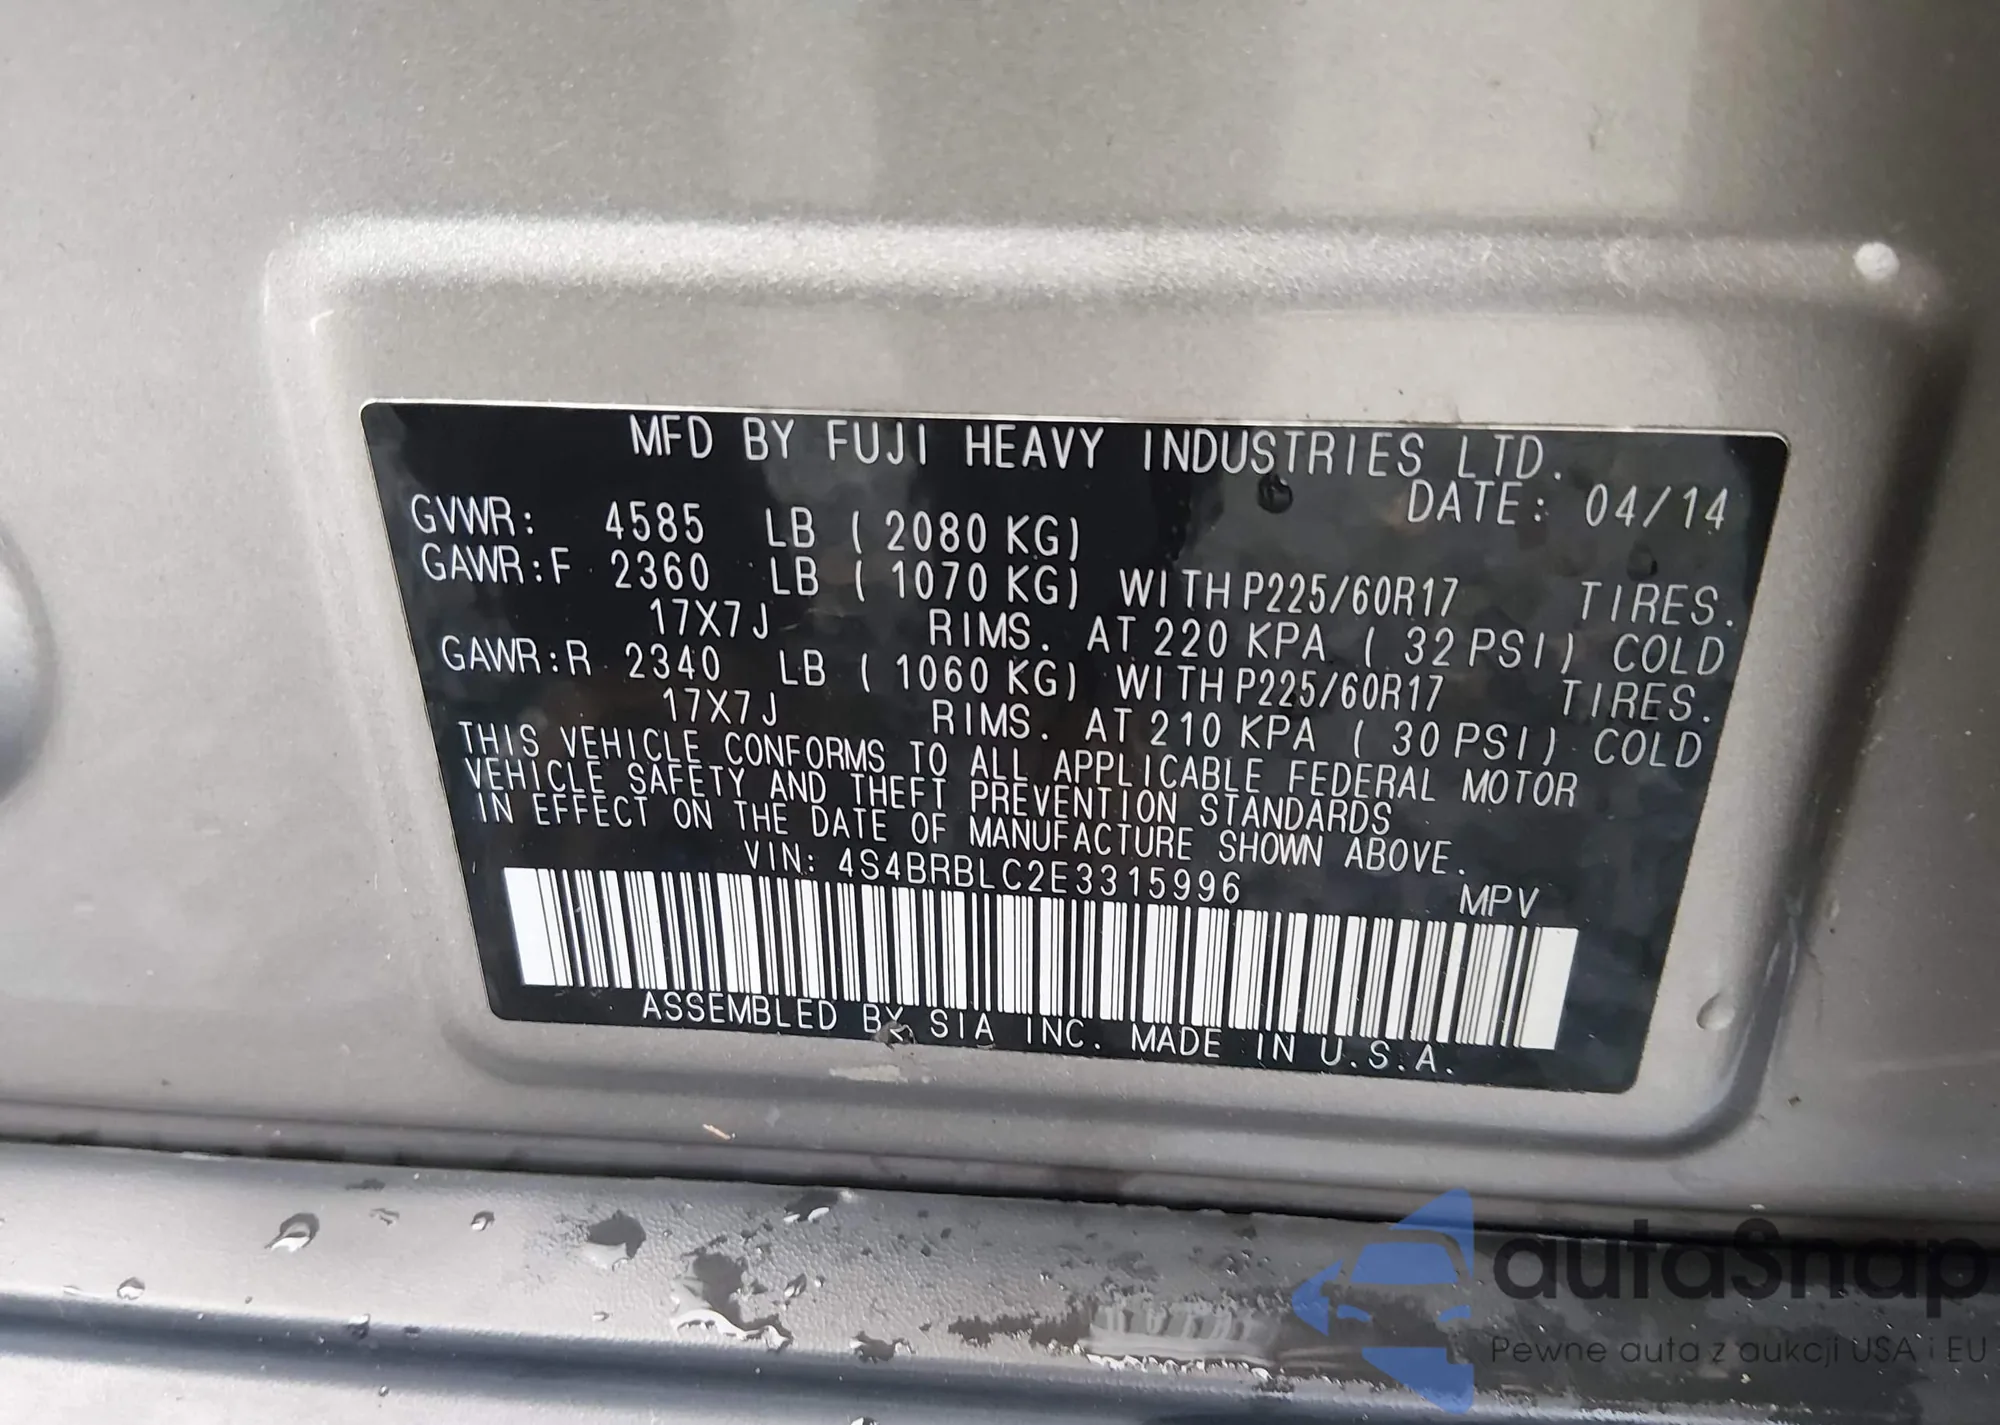 MFD BY FUJI HEAVY INDUSTRIES LTD.
DATE: 04/14
GVWR: 4585 LB ( 2080 KG)
GAWR:F 2360 LB ( 1070 KG) WITH P225/60R17 TIRES.
17X7J RIMS. AT 220 KPA ( 32 PSI) COLD
GAWR:R 2340 LB ( 1060 KG) WITH P225/60R17 TIRES.
17X7J RIMS. AT 210 KPA ( 30 PSI) COLD
THIS VEHICLE CONFORMS TO ALL APPLICABLE FEDERAL MOTOR
VEHICLE SAFETY AND THEFT PREVENTION STANDARDS
IN EFFECT ON THE DATE OF MANUFACTURE SHOWN ABOVE.
VIN: 4S4BRBLC2E3315996 MPV
ASSEMBLED BY SIA INC. MADE IN U.S.A.
autaSnap
Pewne auta z aukcji USA i EU